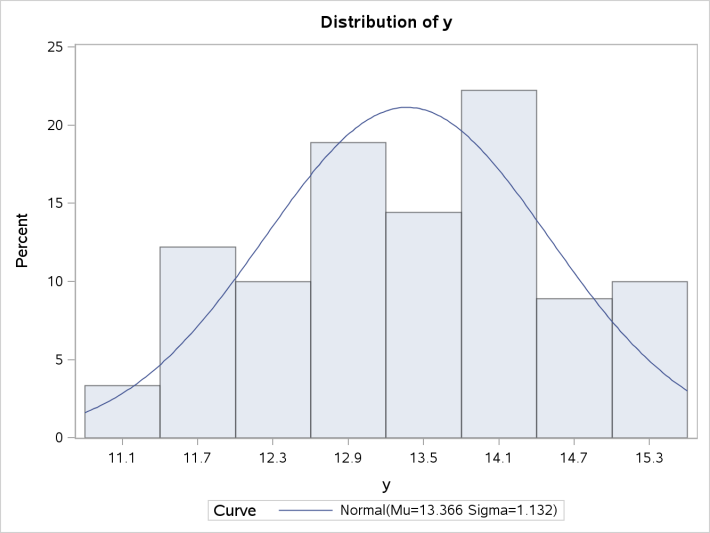 Distribution of y
25
20
15
10
5
0
Percent
11.1 11.7 12.3 12.9 13.5 14.1 14.7 15.3
y
Curve Normal(Mu=13.366 Sigma=1.132)